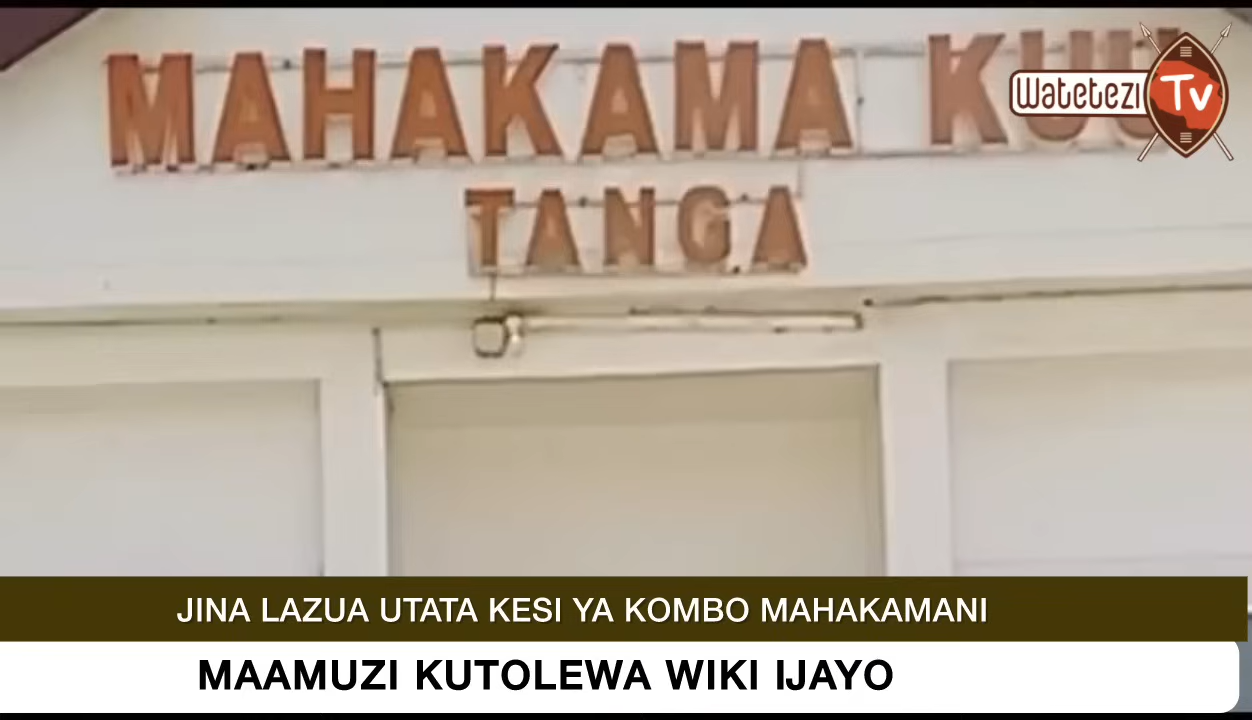 MAHAKAMA KUU
Watetezi Tv
TANGA
JINA LAZUA UTATA KESI YA KOMBO MAHAKAMANI
MAAMUZI KUTOLEWA WIKI IJAYO